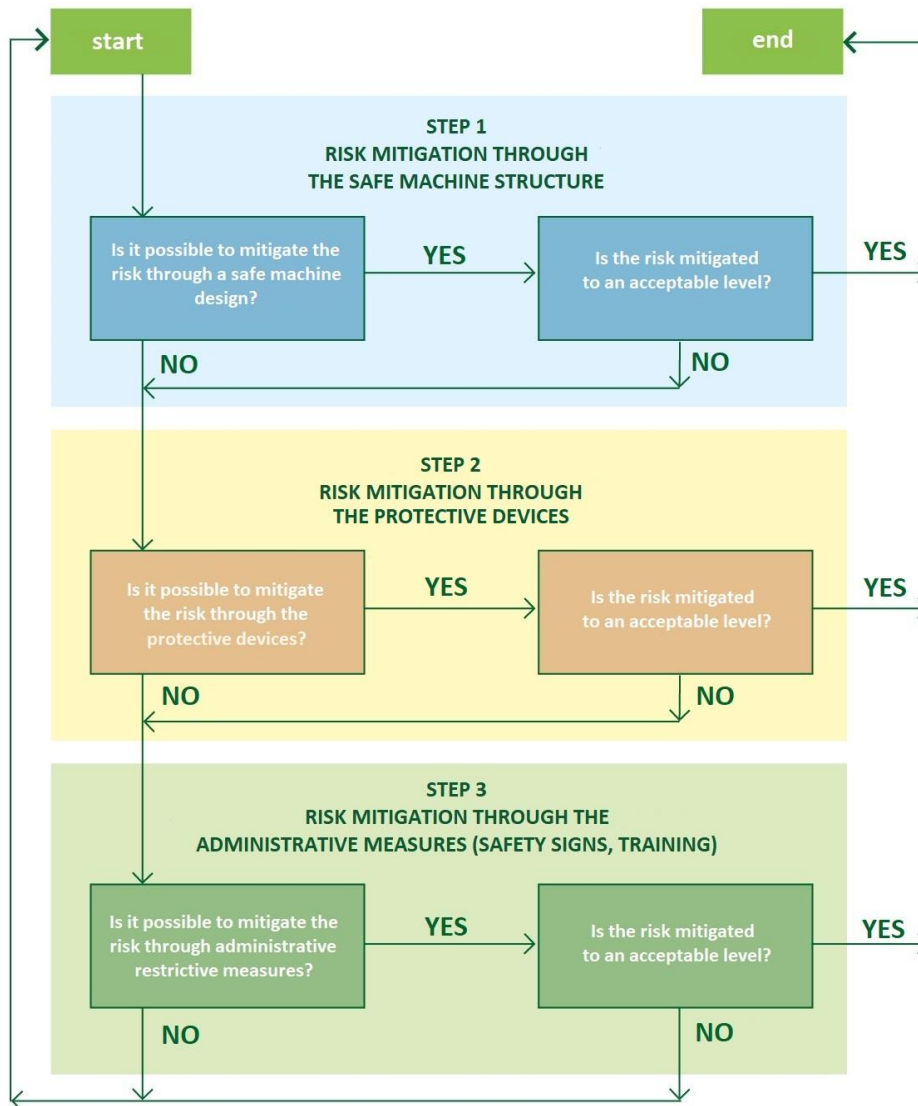 start
end
STEP 1
RISK MITIGATION THROUGH
THE SAFE MACHINE STRUCTURE
Is it possible to mitigate the
risk through a safe machine
design?
YES
Is the risk mitigated
to an acceptable level?
YES
NO
NO
STEP 2
RISK MITIGATION THROUGH
THE PROTECTIVE DEVICES
Is it possible to mitigate
the risk through the
protective devices?
YES
Is the risk mitigated
to an acceptable level?
YES
NO
NO
STEP 3
RISK MITIGATION THROUGH THE
ADMINISTRATIVE MEASURES (SAFETY SIGNS, TRAINING)
Is it possible to mitigate the
risk through administrative
restrictive measures?
YES
Is the risk mitigated
to an acceptable level?
YES
NO
NO